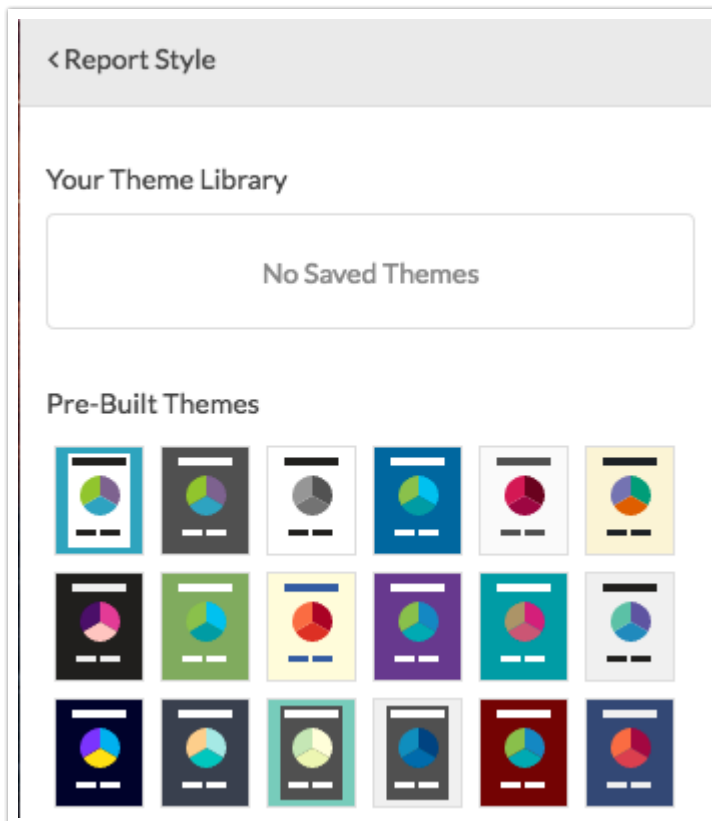 Report Style
Your Theme Library
No Saved Themes
Pre-Built Themes